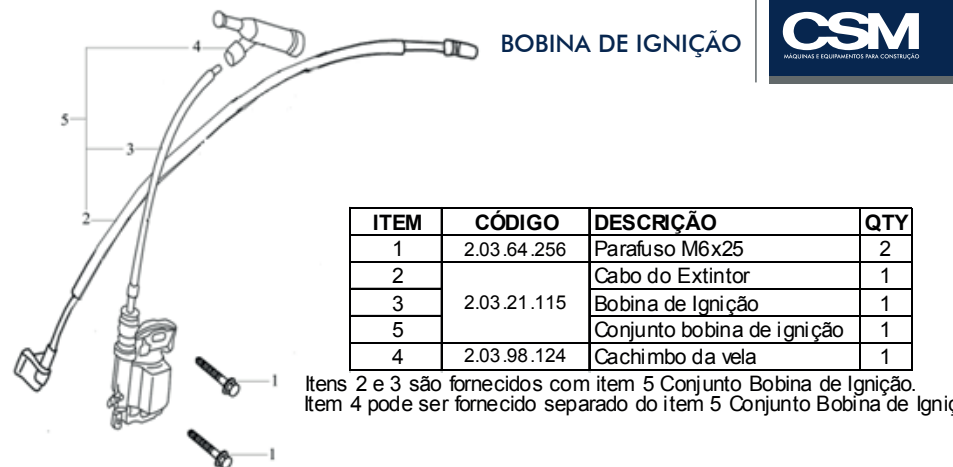 BOBINA DE IGNIÇÃO
CSM
MÁQUINAS E EQUIPAMENTOS PARA CONSTRUÇÃO
4
5
3
2
1
1
ITEM CÓDIGO DESCRIÇÃO QTY
1 2.03.64.256 Parafuso M6x25 2
2 Cabo do Extintor 1
3 2.03.21.115 Bobina de Ignição 1
5 Conjunto bobina de ignição 1
4 2.03.98.124 Cachimbo da vela 1
Itens 2 e 3 são fornecidos com item 5 Conjunto Bobina de Ignição.
Item 4 pode ser fornecido separado do item 5 Conjunto Bobina de